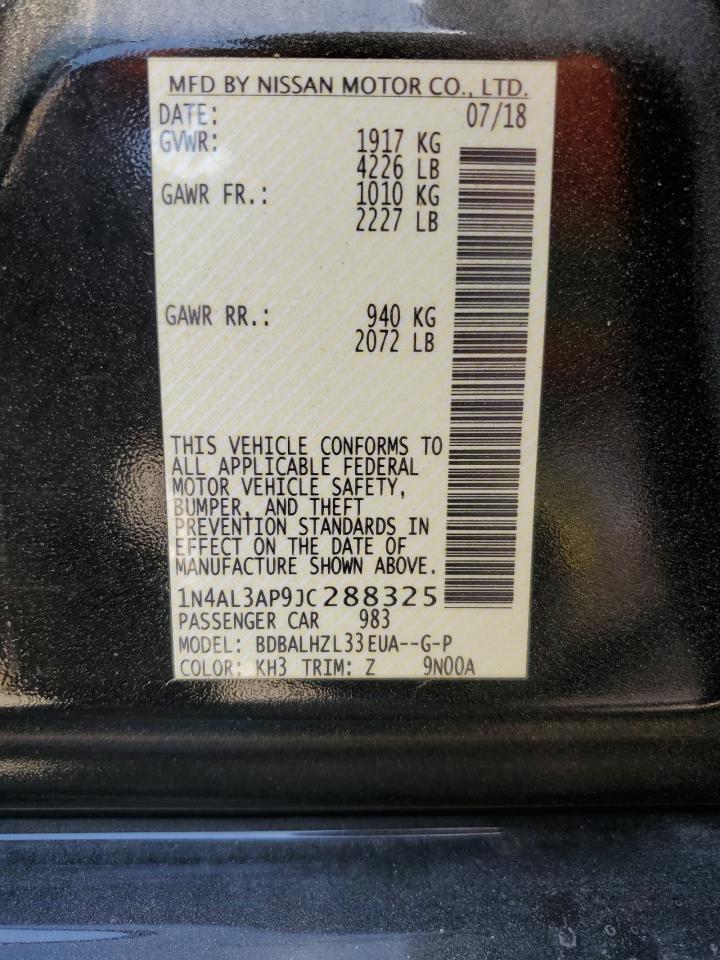 MFD BY NISSAN MOTOR CO., LTD.
DATE: 07/18
GVWR: 1917 KG
4226 LB
GAWR FR.: 1010 KG
2227 LB
GAWR RR.: 940 KG
2072 LB
THIS VEHICLE CONFORMS TO
ALL APPLICABLE FEDERAL
MOTOR VEHICLE SAFETY,
BUMPER, AND THEFT
PREVENTION STANDARDS IN
EFFECT ON THE DATE OF
MANUFACTURE SHOWN ABOVE.
1N4AL3AP9JC288325
PASSENGER CAR 983
MODEL: BDBALHZL33EUA--G-P
COLOR: KH3 TRIM: Z 9N00A